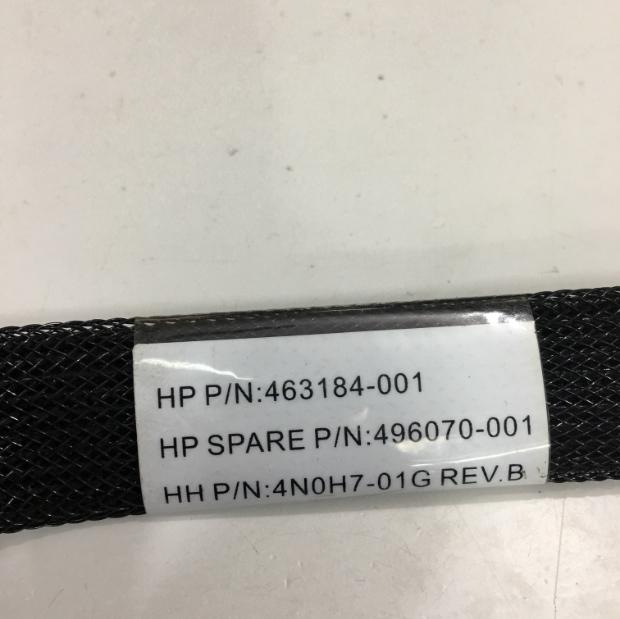 HP P/N:463184-001
HP SPARE P/N:496070-001
HH P/N:4N0H7-01G REV.B